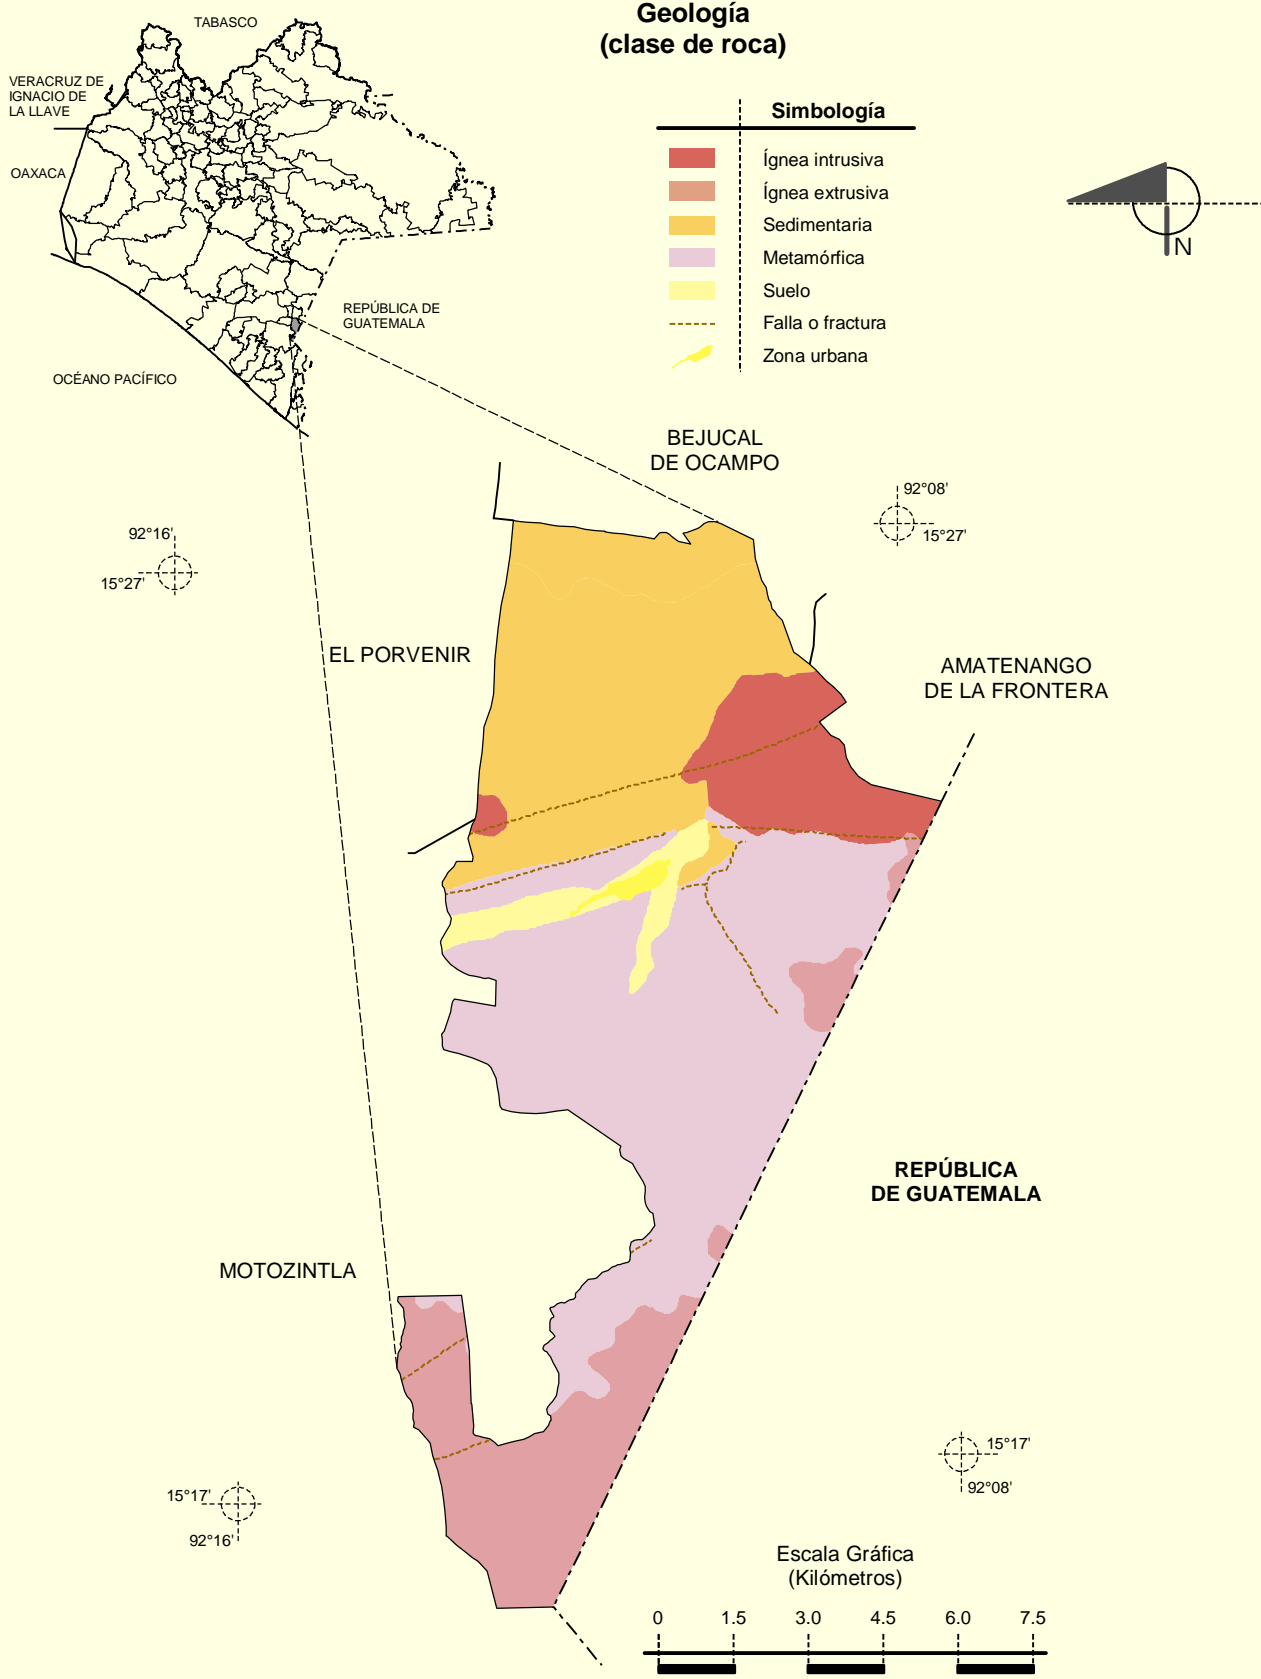 Geología
(clase de roca)
TABASCO
VERACRUZ DE
IGNACIO DE
LA LLAVE
OAXACA
REPÚBLICA DE
GUATEMALA
OCÉANO PACÍFICO
Simbología
Ígnea intrusiva
Ígnea extrusiva
Sedimentaria
Metamórfica
Suelo
Falla o fractura
Zona urbana
N
BEJUCAL
DE OCAMPO
92°08'
15°27'
92°16'
15°27'
EL PORVENIR
AMATENANGO
DE LA FRONTERA
REPÚBLICA
DE GUATEMALA
MOTOZINTLA
15°17'
92°08'
15°17'
92°16'
Escala Gráfica
(Kilómetros)
0 1.5 3.0 4.5 6.0 7.5